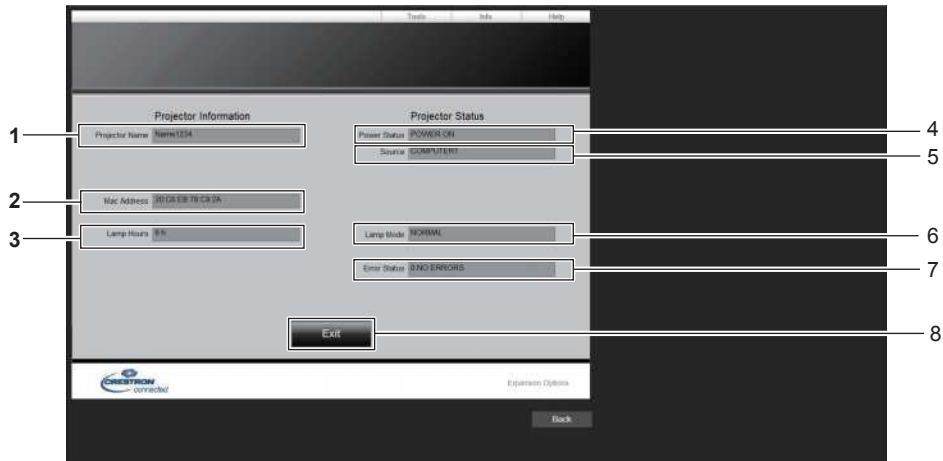 Tools Info Help
Projector Information Projector Status
1 Projector Name Name1234 Power Status POWER ON 4
Source COMPUTER1 5
2 Mac Address
3 Lamp Hours Lamp Mode NORMAL 6
Error Status 0:NO ERRORS 7
Exit 8
CRESTRON
connected
Expansion Options
Back